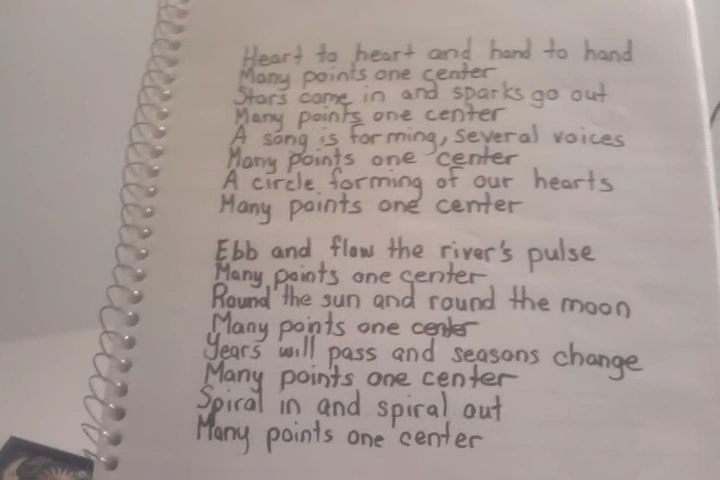 Heart to heart and hand to hand
Many points one center
Stars come in and sparks go out
Many points one center
A song is forming, several voices
Many points one center
A circle forming of our hearts
Many points one center
Ebb and flow the river's pulse
Many points one center
Round the sun and round the moon
Many points one center
Years will pass and seasons change
Many points one center
Spiral in and spiral out
Many points one center